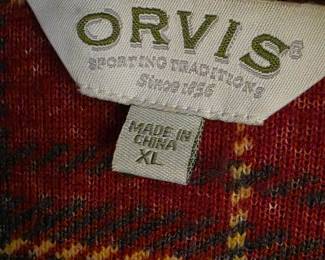 ORVIS®
SPORTING TRADITIONS
Since 1856
MADE IN
CHINA
XL